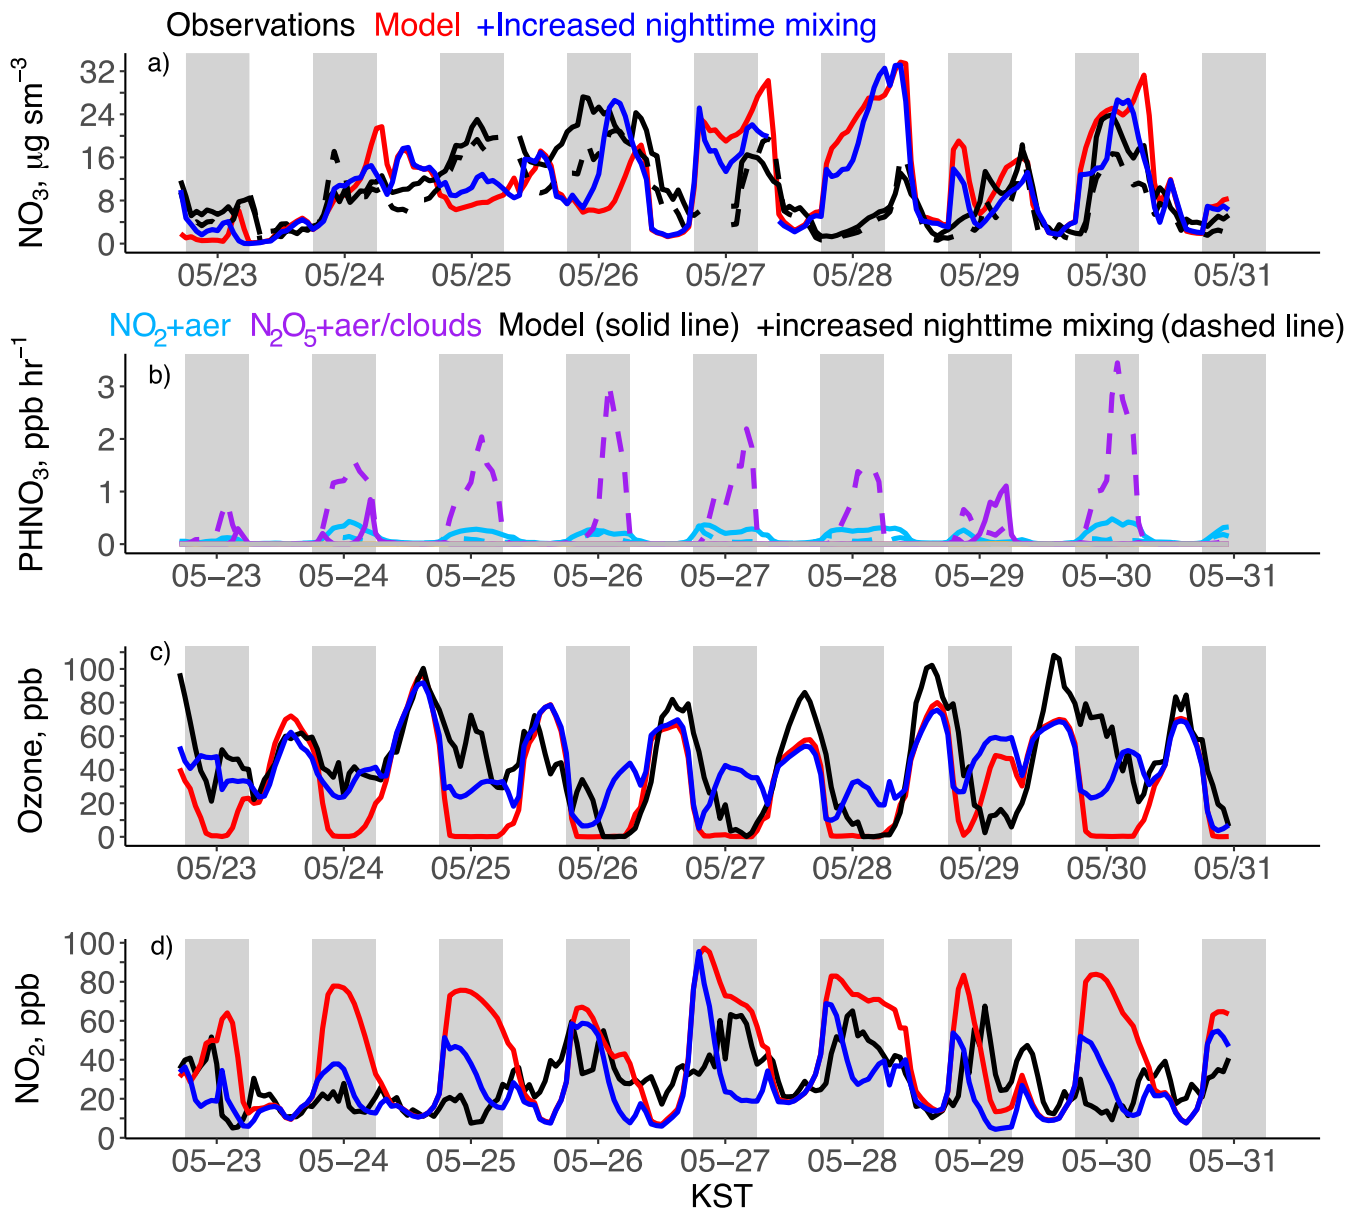 Observations Model +Increased nighttime mixing
a)
NO₃, μg sm⁻³
32
24
16
8
0
05/23 05/24 05/25 05/26 05/27 05/28 05/29 05/30 05/31
NO₂+aer N₂O₅+aer/clouds Model (solid line) +increased nighttime mixing (dashed line)
b)
PHNO₃, ppb hr⁻¹
3
2
1
0
05−23 05−24 05−25 05−26 05−27 05−28 05−29 05−30 05−31
c)
Ozone, ppb
100
80
60
40
20
0
05/23 05/24 05/25 05/26 05/27 05/28 05/29 05/30 05/31
d)
NO₂, ppb
100
80
60
40
20
0
05−23 05−24 05−25 05−26 05−27 05−28 05−29 05−30 05−31
KST